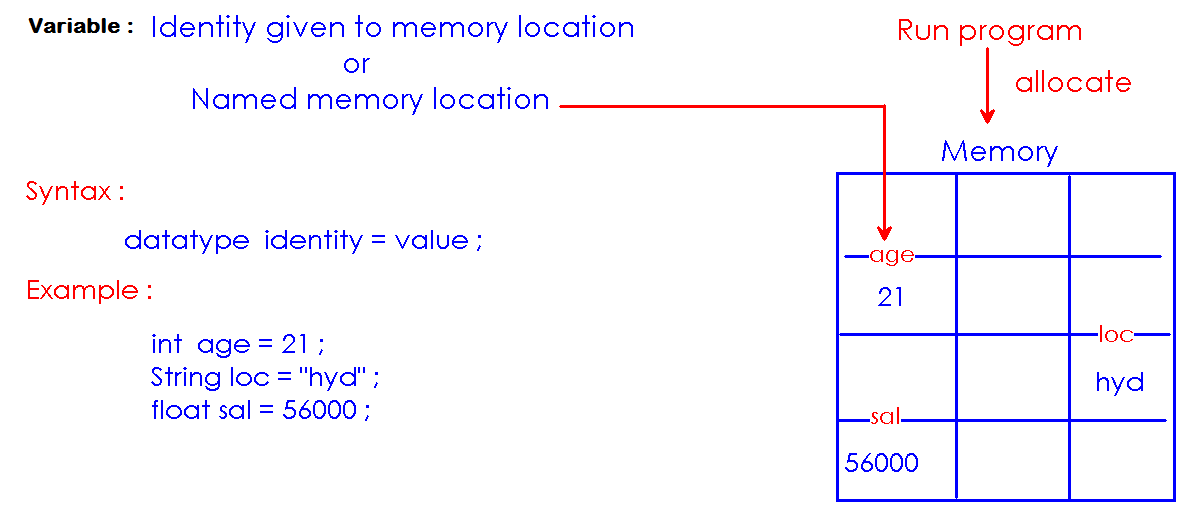 Variable : Identity given to memory location
or
Named memory location
Syntax :
datatype identity = value ;
Example :
int age = 21 ;
String loc = "hyd" ;
float sal = 56000 ;
Run program
allocate
Memory
age
21
loc
hyd
sal
56000